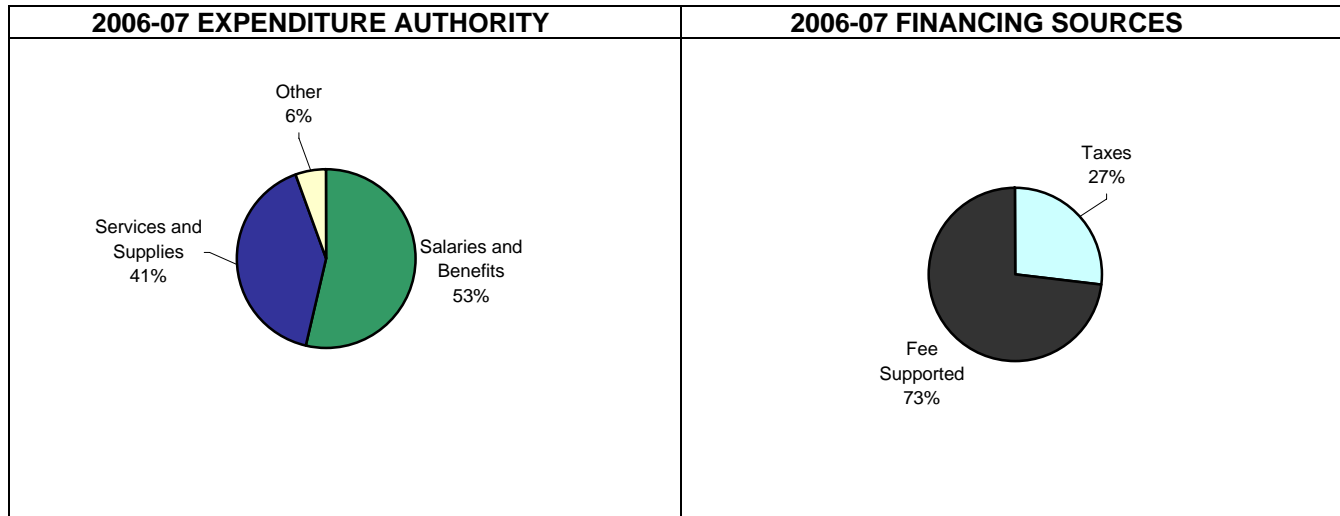 2006-07 EXPENDITURE AUTHORITY
2006-07 FINANCING SOURCES
Other
6%
Services and
Supplies
41%
Salaries and
Benefits
53%
Taxes
27%
Fee
Supported
73%